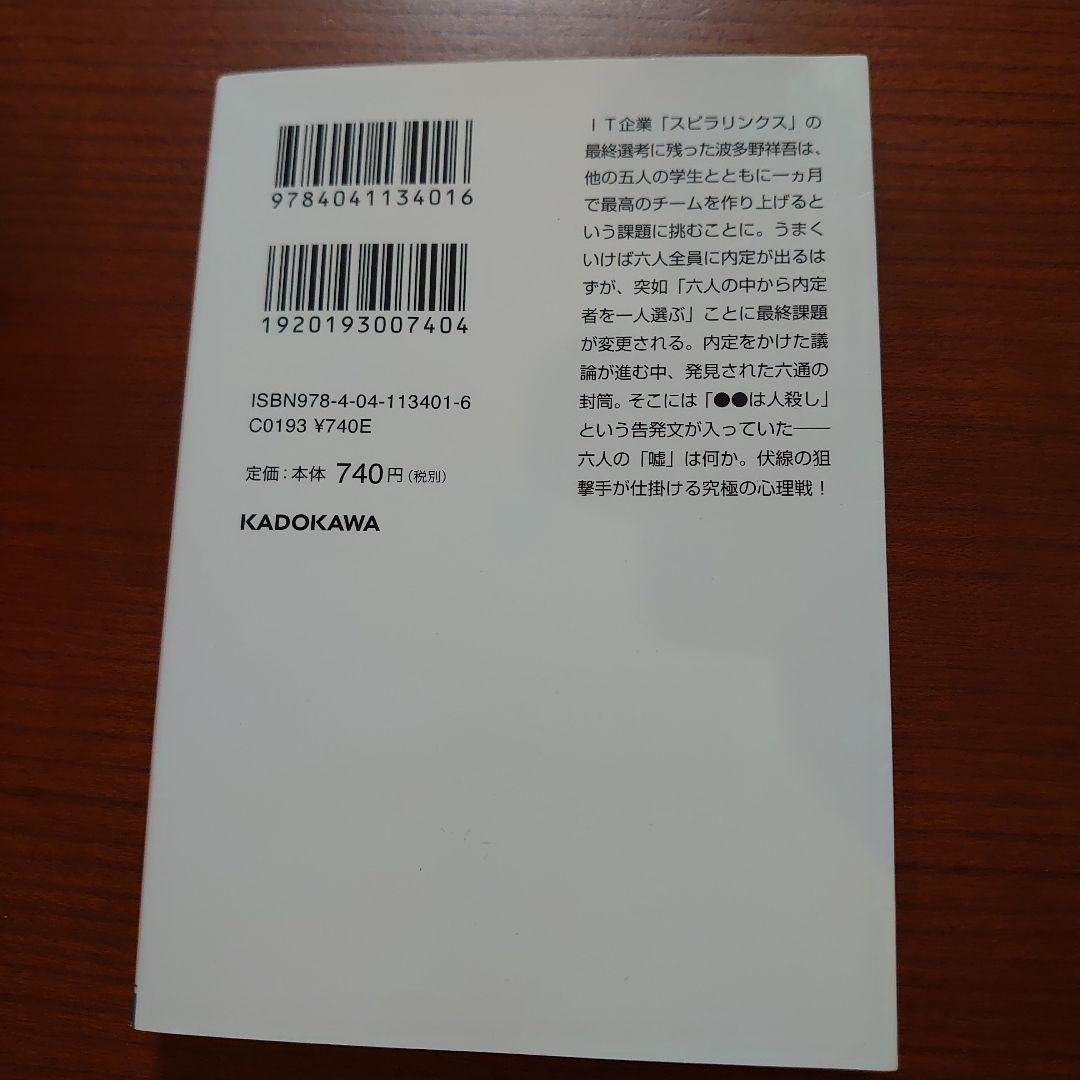 9784041134016
1920193007404
ISBN978-4-04-113401-6
C0193 ¥740E
定価：本体 740円（税別）
KADOKAWA
ＩＴ企業「スピラリンクス」の
最終選考に残った波多野祥吾は、
他の五人の学生とともに一ヵ月
で最高のチームを作り上げると
いう課題に挑むことに。うまく
いけば六人全員に内定が出るは
ずが、突如「六人の中から内定
者を一人選ぶ」ことに最終課題
が変更される。内定をかけた議
論が進む中、発見された六通の
封筒。そこには「●●は人殺し」
という告発文が入っていた――
六人の「嘘」は何か。伏線の狙
撃手が仕掛ける究極の心理戦！